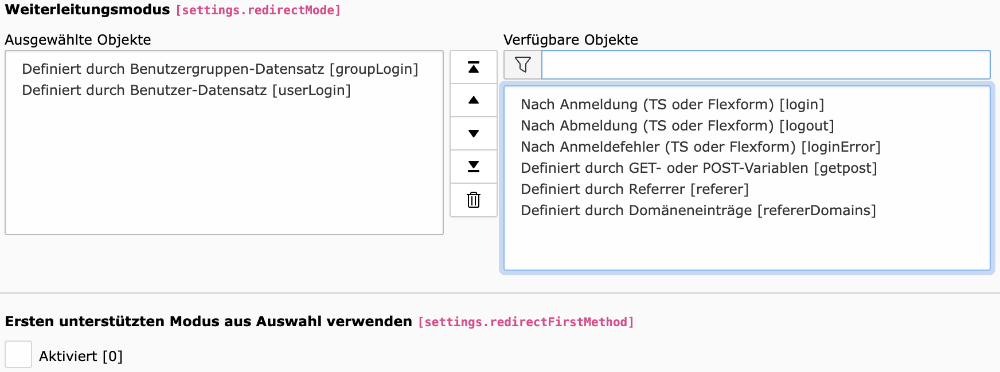 Weiterleitungsmodus [settings.redirectMode]
Ausgewählte Objekte
Definiert durch Benutzergruppen-Datensatz [groupLogin]
Definiert durch Benutzer-Datensatz [userLogin]
Verfügbare Objekte
Nach Anmeldung (TS oder Flexform) [login]
Nach Abmeldung (TS oder Flexform) [logout]
Nach Anmeldefehler (TS oder Flexform) [loginError]
Definiert durch GET- oder POST-Variablen [getpost]
Definiert durch Referrer [referer]
Definiert durch Domäneneinträge [refererDomains]
Ersten unterstützten Modus aus Auswahl verwenden [settings.redirectFirstMethod]
Aktiviert [0]